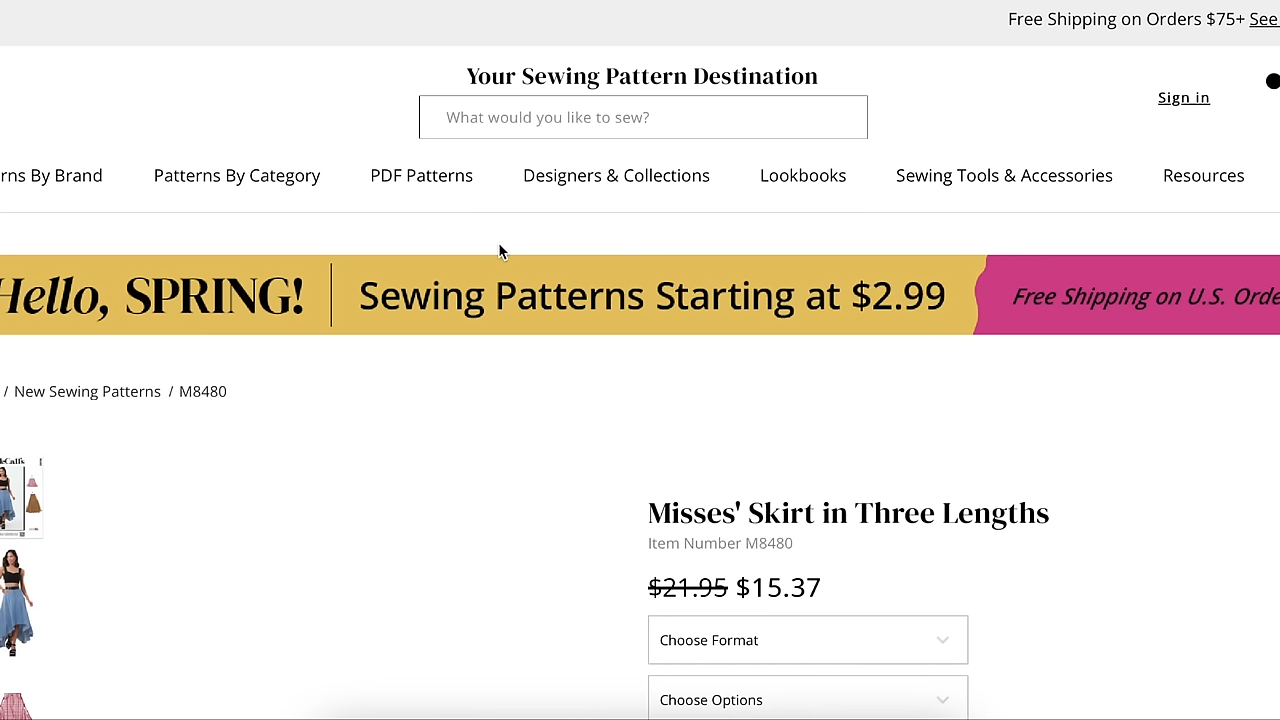 Free Shipping on Orders $75+ See
Your Sewing Pattern Destination
What would you like to sew?
Sign in
rns By Brand Patterns By Category PDF Patterns Designers & Collections Lookbooks Sewing Tools & Accessories Resources
Hello, SPRING! Sewing Patterns Starting at $2.99 Free Shipping on U.S. Orde
/ New Sewing Patterns / M8480
Misses' Skirt in Three Lengths
Item Number M8480
$21.95 $15.37
Choose Format
Choose Options